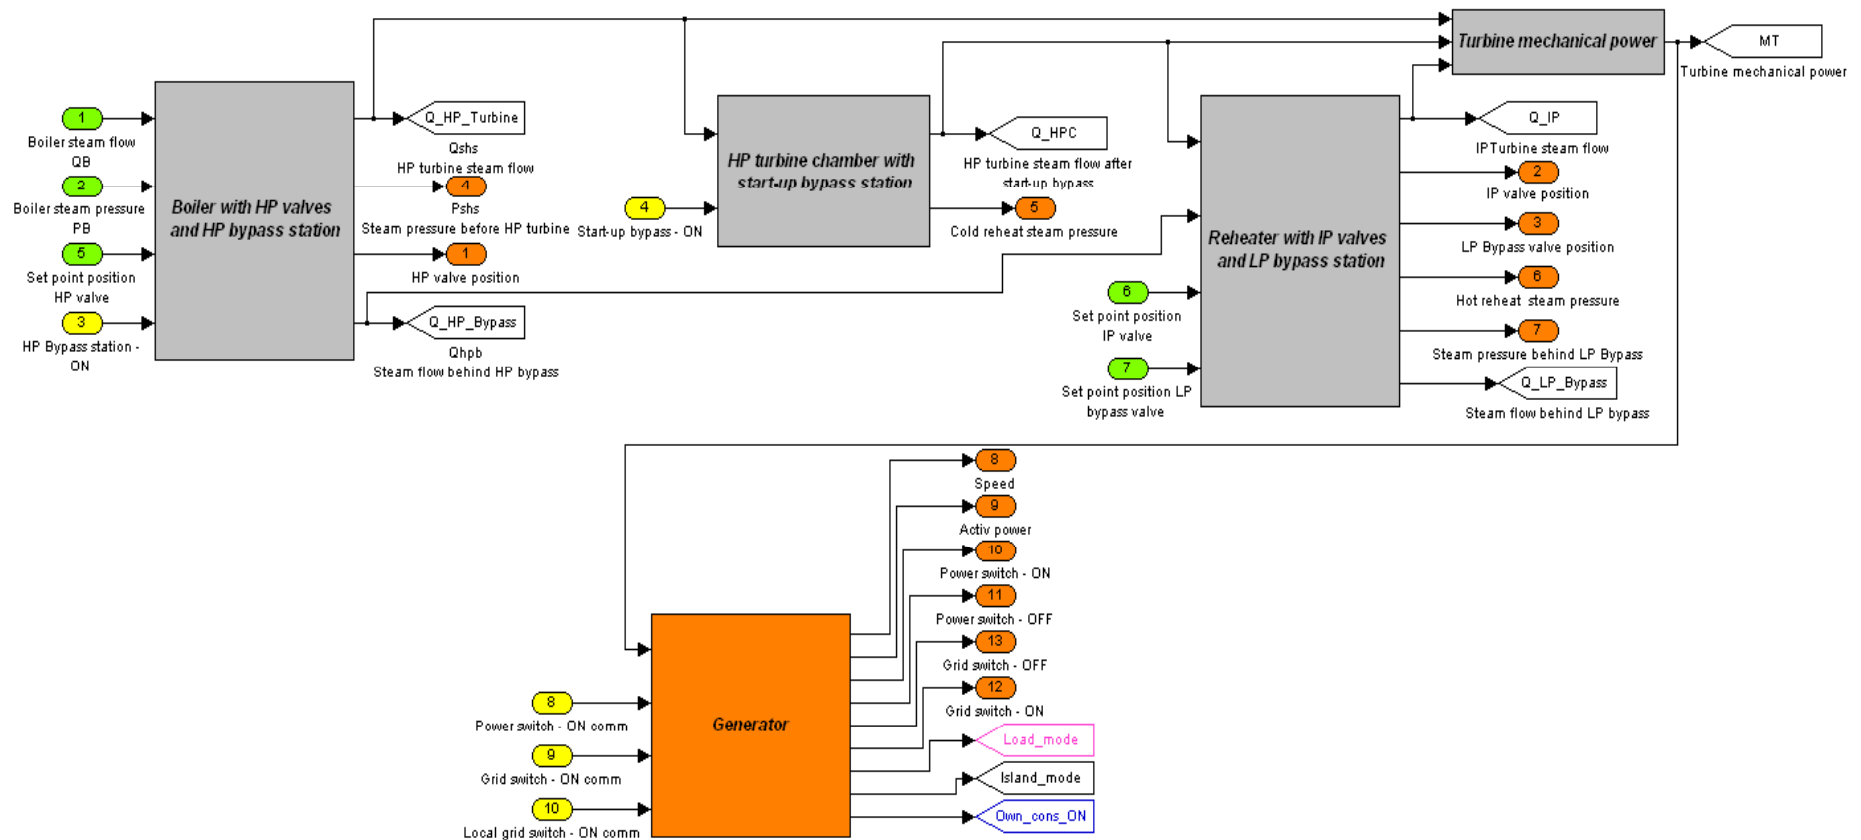 Turbine mechanical power
MT
Turbine mechanical power
1
Boiler steam flow
QB
2
Boiler steam pressure
PB
5
Set point position
HP valve
3
HP Bypass station -
ON
Boiler with HP valves
and HP bypass station
Q_HP_Turbine
Qshs
HP turbine steam flow
4
Pshs
Steam pressure before HP turbine
1
HP valve position
Q_HP_Bypass
Qhpb
Steam flow behind HP bypass
4
Start-up bypass - ON
HP turbine chamber with
start-up bypass station
Q_HPC
HP turbine steam flow after
start-up bypass
5
Cold reheat steam pressure
6
Set point position
IP valve
7
Set point position LP
bypass valve
Reheater with IP valves
and LP bypass station
Q_IP
IPTurbine steam flow
2
IP valve position
3
LP Bypass valve position
6
Hot reheat steam pressure
7
Steam pressure behind LP Bypass
Q_LP_Bypass
Steam flow behind LP bypass
8
Speed
9
Activ power
10
Power switch - ON
11
Power switch - OFF
13
Grid switch - OFF
12
Grid switch - ON
Load_mode
Island_mode
Own_cons_ON
Generator
8
Power switch - ON comm
9
Grid switch - ON comm
10
Local grid switch - ON comm